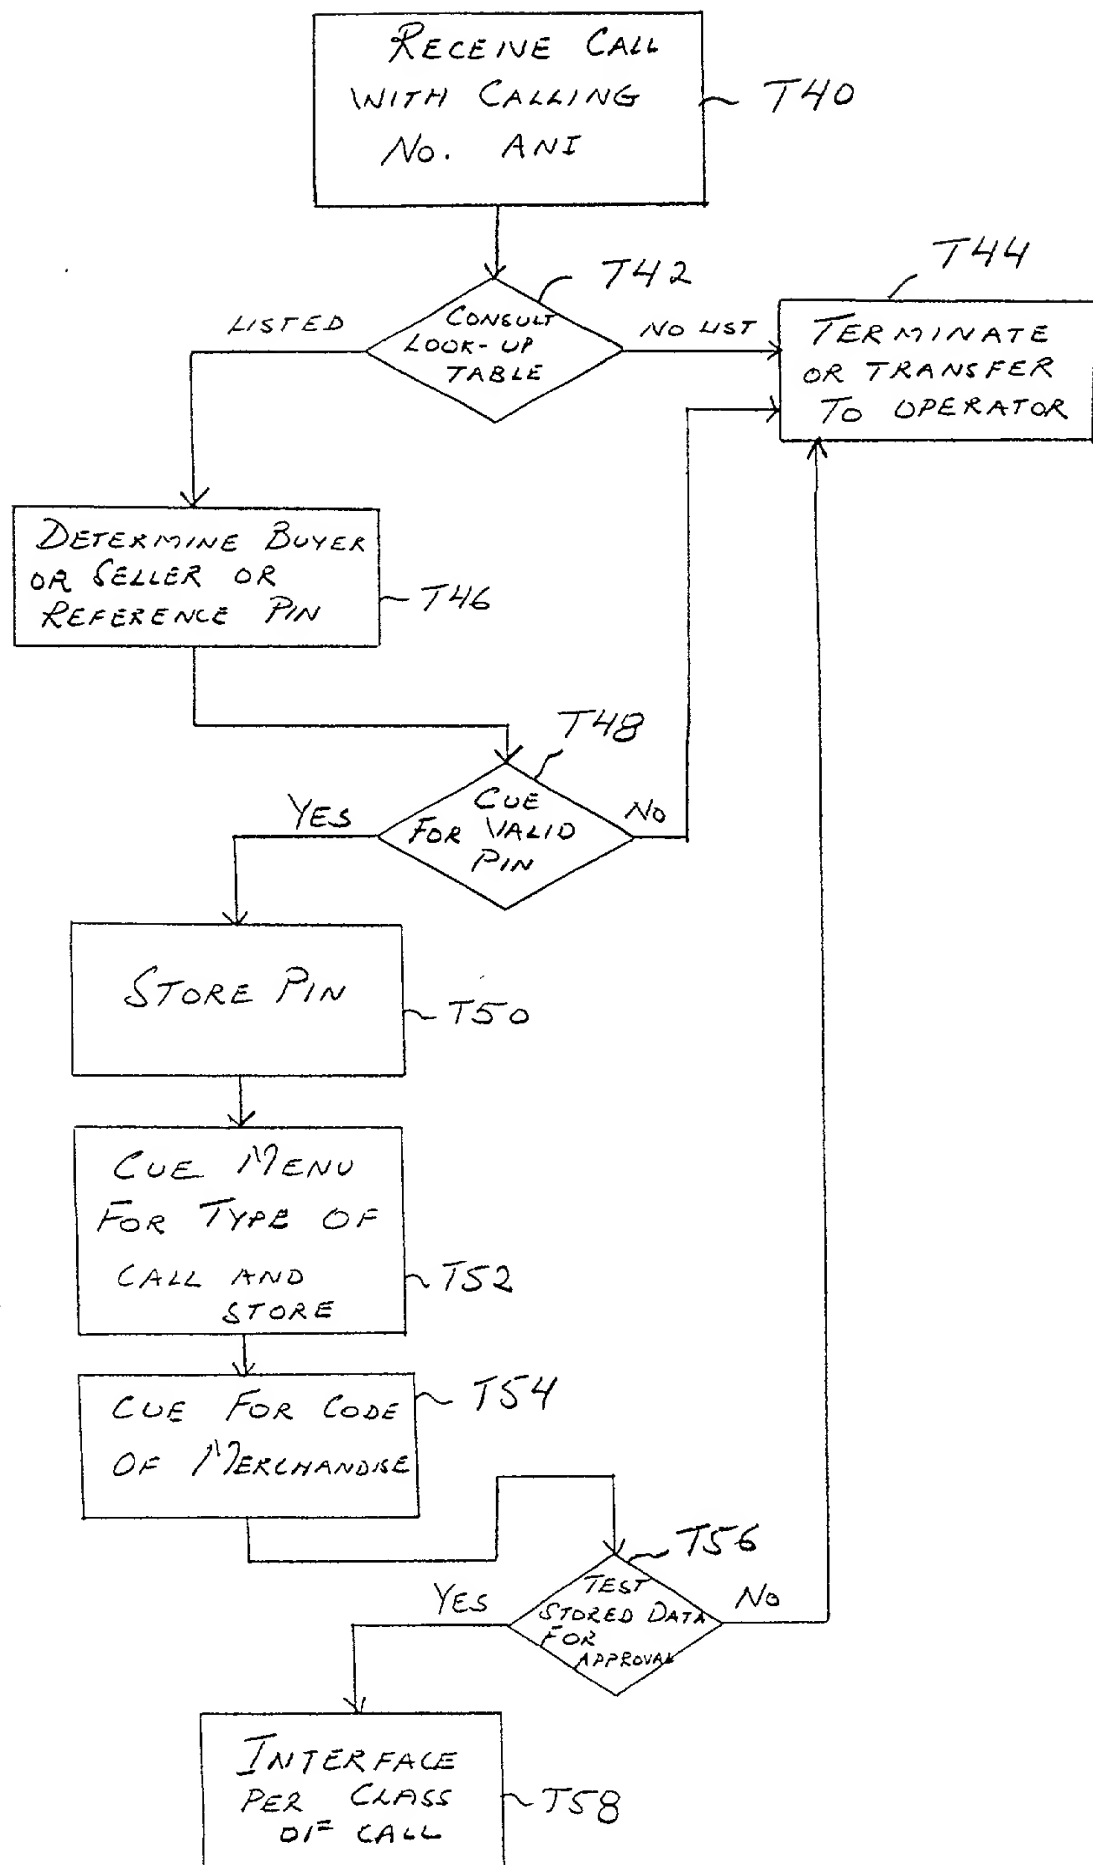 RECEIVE CALL
WITH CALLING
NO. ANI
T40
T42
CONSULT
LOOK-UP
TABLE
LISTED
NO LIST
T44
TERMINATE
OR TRANSFER
TO OPERATOR
DETERMINE BUYER
OR SELLER OR
REFERENCE PIN
T46
T48
CUE
FOR VALID
PIN
YES
NO
STORE PIN
T50
CUE MENU
FOR TYPE OF
CALL AND
STORE
T52
CUE FOR CODE
OF MERCHANDISE
T54
T56
TEST
STORED DATA
FOR
APPROVAL
YES
NO
INTERFACE
PER CLASS
OF CALL
T58